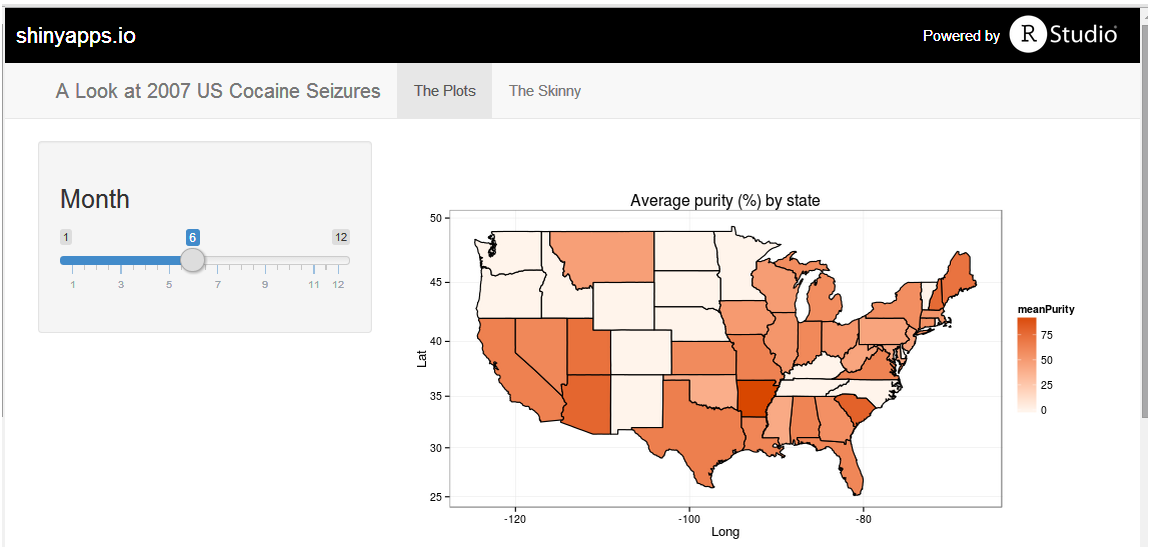 shinyapps.io
Powered by R Studio
A Look at 2007 US Cocaine Seizures The Plots The Skinny
Month
1 6 12
1 3 5 7 9 11 12
Average purity (%) by state
50
45
40
35
30
25
Lat
-120 -100 -80
Long
meanPurity
75
50
25
0